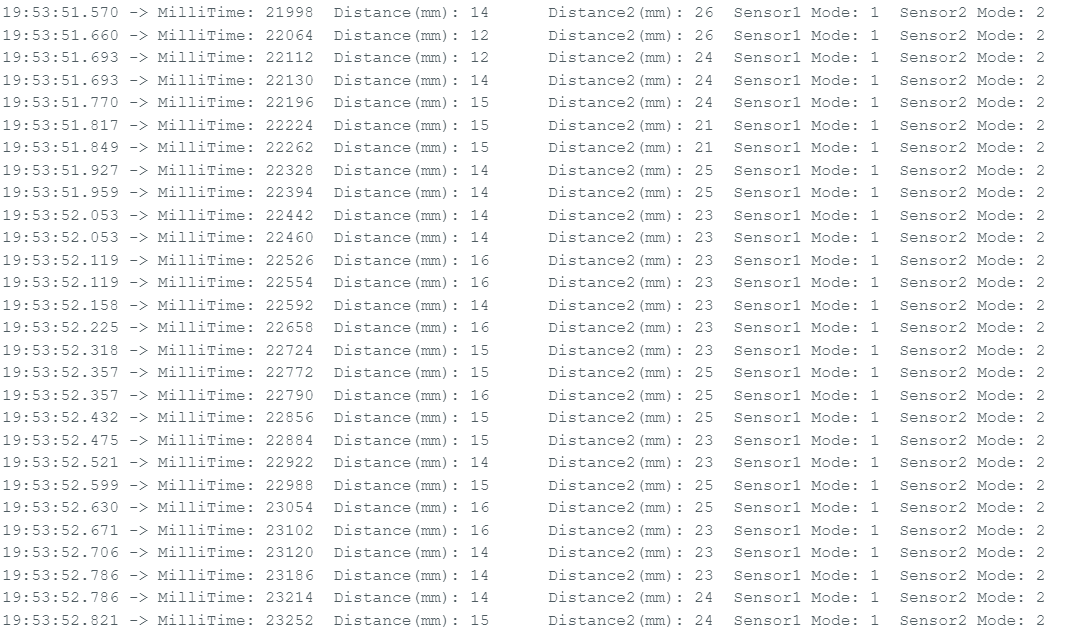 19:53:51.570 -> MilliTime: 21998  Distance(mm): 14      Distance2(mm): 26  Sensor1 Mode: 1  Sensor2 Mode: 2
19:53:51.660 -> MilliTime: 22064  Distance(mm): 12      Distance2(mm): 26  Sensor1 Mode: 1  Sensor2 Mode: 2
19:53:51.693 -> MilliTime: 22112  Distance(mm): 12      Distance2(mm): 24  Sensor1 Mode: 1  Sensor2 Mode: 2
19:53:51.693 -> MilliTime: 22130  Distance(mm): 14      Distance2(mm): 24  Sensor1 Mode: 1  Sensor2 Mode: 2
19:53:51.770 -> MilliTime: 22196  Distance(mm): 15      Distance2(mm): 24  Sensor1 Mode: 1  Sensor2 Mode: 2
19:53:51.817 -> MilliTime: 22224  Distance(mm): 15      Distance2(mm): 21  Sensor1 Mode: 1  Sensor2 Mode: 2
19:53:51.849 -> MilliTime: 22262  Distance(mm): 15      Distance2(mm): 21  Sensor1 Mode: 1  Sensor2 Mode: 2
19:53:51.927 -> MilliTime: 22328  Distance(mm): 14      Distance2(mm): 25  Sensor1 Mode: 1  Sensor2 Mode: 2
19:53:51.959 -> MilliTime: 22394  Distance(mm): 14      Distance2(mm): 25  Sensor1 Mode: 1  Sensor2 Mode: 2
19:53:52.053 -> MilliTime: 22442  Distance(mm): 14      Distance2(mm): 23  Sensor1 Mode: 1  Sensor2 Mode: 2
19:53:52.053 -> MilliTime: 22460  Distance(mm): 14      Distance2(mm): 23  Sensor1 Mode: 1  Sensor2 Mode: 2
19:53:52.119 -> MilliTime: 22526  Distance(mm): 16      Distance2(mm): 23  Sensor1 Mode: 1  Sensor2 Mode: 2
19:53:52.119 -> MilliTime: 22554  Distance(mm): 16      Distance2(mm): 23  Sensor1 Mode: 1  Sensor2 Mode: 2
19:53:52.158 -> MilliTime: 22592  Distance(mm): 14      Distance2(mm): 23  Sensor1 Mode: 1  Sensor2 Mode: 2
19:53:52.225 -> MilliTime: 22658  Distance(mm): 16      Distance2(mm): 23  Sensor1 Mode: 1  Sensor2 Mode: 2
19:53:52.318 -> MilliTime: 22724  Distance(mm): 15      Distance2(mm): 23  Sensor1 Mode: 1  Sensor2 Mode: 2
19:53:52.357 -> MilliTime: 22772  Distance(mm): 15      Distance2(mm): 25  Sensor1 Mode: 1  Sensor2 Mode: 2
19:53:52.357 -> MilliTime: 22790  Distance(mm): 16      Distance2(mm): 25  Sensor1 Mode: 1  Sensor2 Mode: 2
19:53:52.432 -> MilliTime: 22856  Distance(mm): 15      Distance2(mm): 25  Sensor1 Mode: 1  Sensor2 Mode: 2
19:53:52.475 -> MilliTime: 22884  Distance(mm): 15      Distance2(mm): 23  Sensor1 Mode: 1  Sensor2 Mode: 2
19:53:52.521 -> MilliTime: 22922  Distance(mm): 14      Distance2(mm): 23  Sensor1 Mode: 1  Sensor2 Mode: 2
19:53:52.599 -> MilliTime: 22988  Distance(mm): 15      Distance2(mm): 25  Sensor1 Mode: 1  Sensor2 Mode: 2
19:53:52.630 -> MilliTime: 23054  Distance(mm): 16      Distance2(mm): 25  Sensor1 Mode: 1  Sensor2 Mode: 2
19:53:52.671 -> MilliTime: 23102  Distance(mm): 16      Distance2(mm): 23  Sensor1 Mode: 1  Sensor2 Mode: 2
19:53:52.706 -> MilliTime: 23120  Distance(mm): 14      Distance2(mm): 23  Sensor1 Mode: 1  Sensor2 Mode: 2
19:53:52.786 -> MilliTime: 23186  Distance(mm): 14      Distance2(mm): 23  Sensor1 Mode: 1  Sensor2 Mode: 2
19:53:52.786 -> MilliTime: 23214  Distance(mm): 14      Distance2(mm): 24  Sensor1 Mode: 1  Sensor2 Mode: 2
19:53:52.821 -> MilliTime: 23252  Distance(mm): 15      Distance2(mm): 24  Sensor1 Mode: 1  Sensor2 Mode: 2